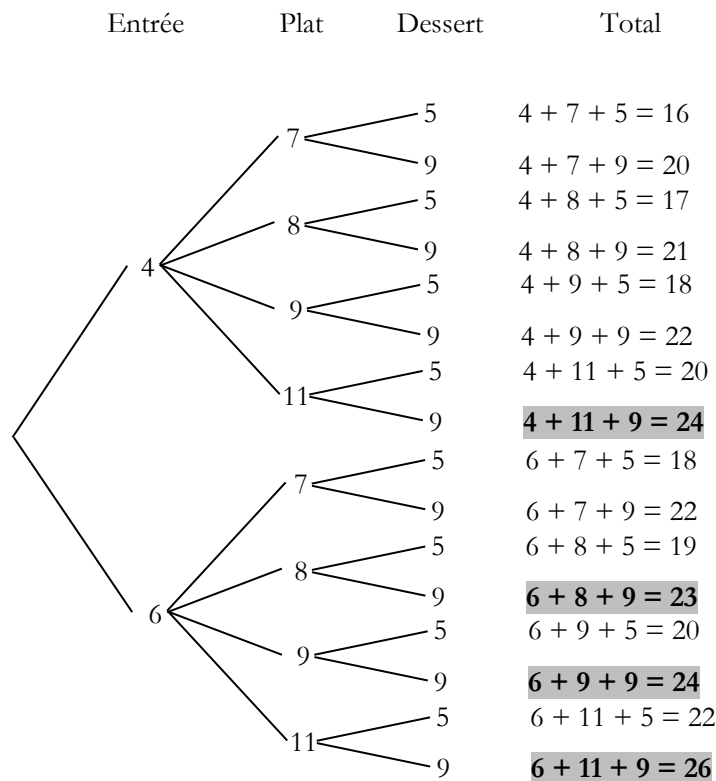 Entrée Plat Dessert Total
5 4 + 7 + 5 = 16
7
9 4 + 7 + 9 = 20
5 4 + 8 + 5 = 17
8
9 4 + 8 + 9 = 21
4
5 4 + 9 + 5 = 18
9
9 4 + 9 + 9 = 22
5 4 + 11 + 5 = 20
11
9 4 + 11 + 9 = 24
5 6 + 7 + 5 = 18
7
9 6 + 7 + 9 = 22
5 6 + 8 + 5 = 19
8
9 6 + 8 + 9 = 23
6
5 6 + 9 + 5 = 20
9
9 6 + 9 + 9 = 24
5 6 + 11 + 5 = 22
11
9 6 + 11 + 9 = 26